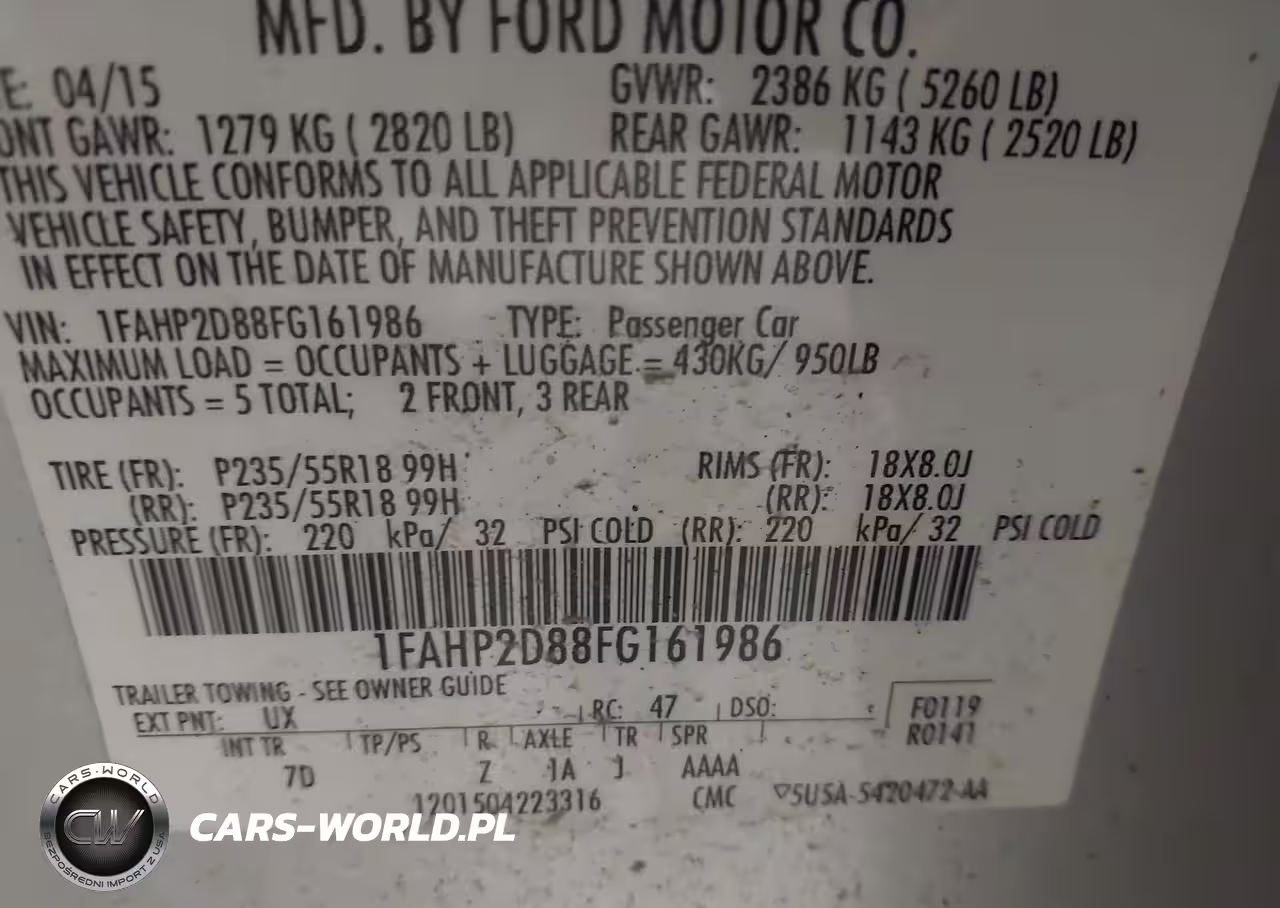 MFD. BY FORD MOTOR CO.
E: 04/15 GVWR: 2386 KG ( 5260 LB)
ONT GAWR: 1279 KG ( 2820 LB) REAR GAWR: 1143 KG ( 2520 LB)
THIS VEHICLE CONFORMS TO ALL APPLICABLE FEDERAL MOTOR
VEHICLE SAFETY, BUMPER, AND THEFT PREVENTION STANDARDS
IN EFFECT ON THE DATE OF MANUFACTURE SHOWN ABOVE.
VIN: 1FAHP2D88FG161986 TYPE: Passenger Car
MAXIMUM LOAD = OCCUPANTS + LUGGAGE = 430KG/ 950LB
OCCUPANTS = 5 TOTAL; 2 FRONT, 3 REAR
TIRE (FR): P235/55R18 99H RIMS (FR): 18X8.0J
(RR): P235/55R18 99H (RR): 18X8.0J
PRESSURE (FR): 220 kPa/ 32 PSI COLD (RR): 220 kPa/ 32 PSI COLD
1FAHP2D88FG161986
TRAILER TOWING - SEE OWNER GUIDE
EXT PNT: UX RC: 47 DSO: F0119
R0141
INT TR TP/PS R AXLE TR SPR
7D Z 1A J AAAA
1201504223316 CMC 5U5A-5420472-AA
CARS-WORLD
CW
BEZPOŚREDNI IMPORT Z USA
CARS-WORLD.PL